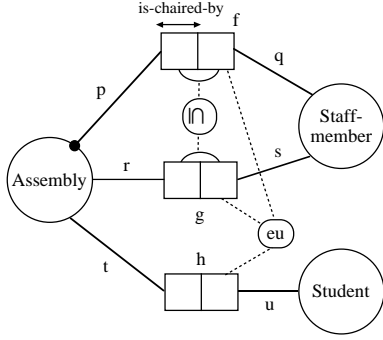 is-chaired-by
f
p
q
Staff-
member
⊆
Assembly
r
s
g
eu
h
t
u
Student